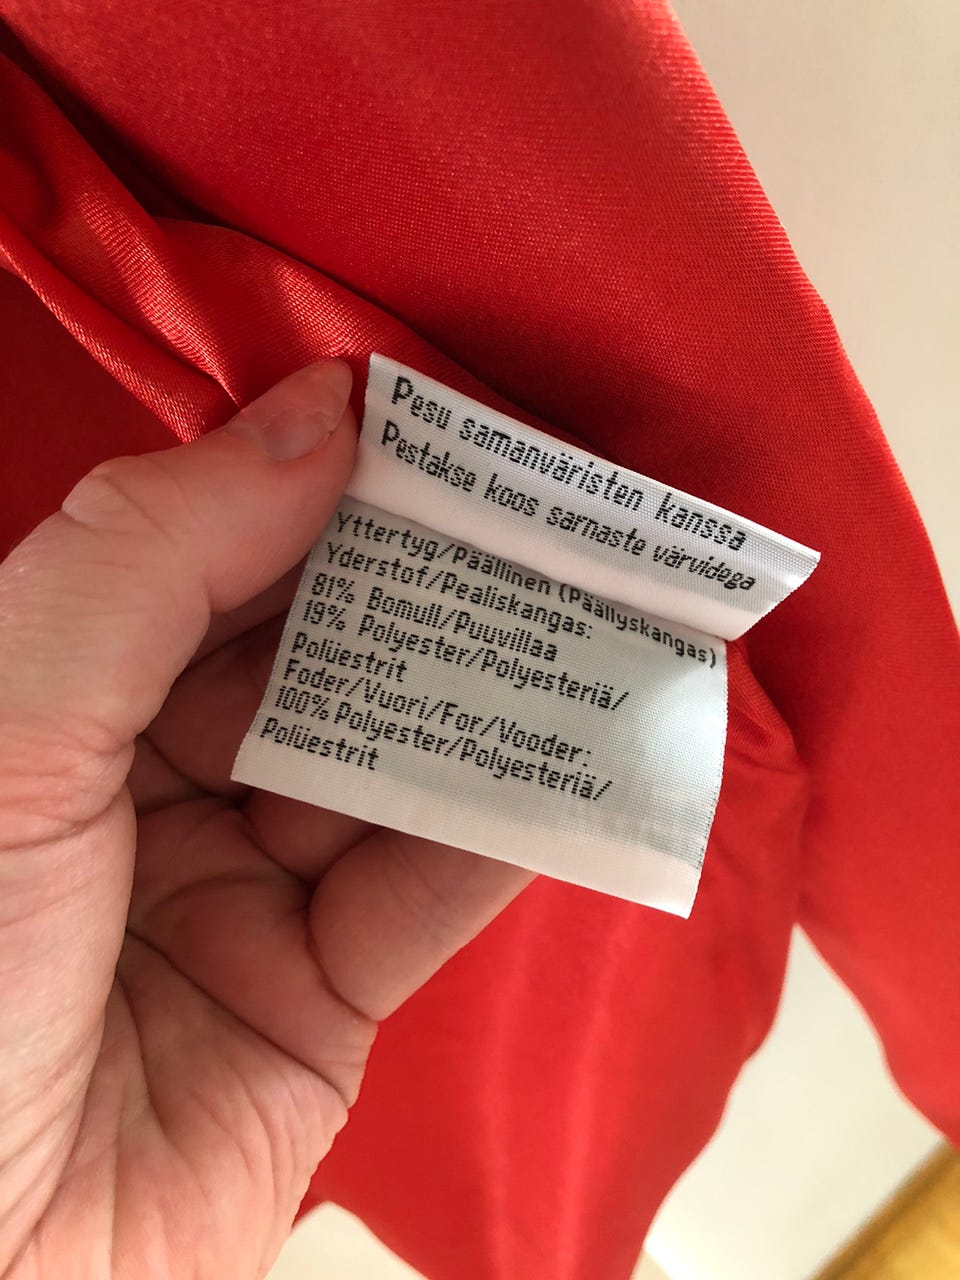 Pesu samanväristen kanssa
Pestakse koos sarnaste värvidega
Yttertyg/Päällinen (Päällyskangas)
Yderstof/Pealiskangas:
81% Bomull/Puuvillaa
19% Polyester/Polyesteriä/
Polüestrit
Foder/Vuori/For/Vooder:
100% Polyester/Polyesteriä/
Polüestrit